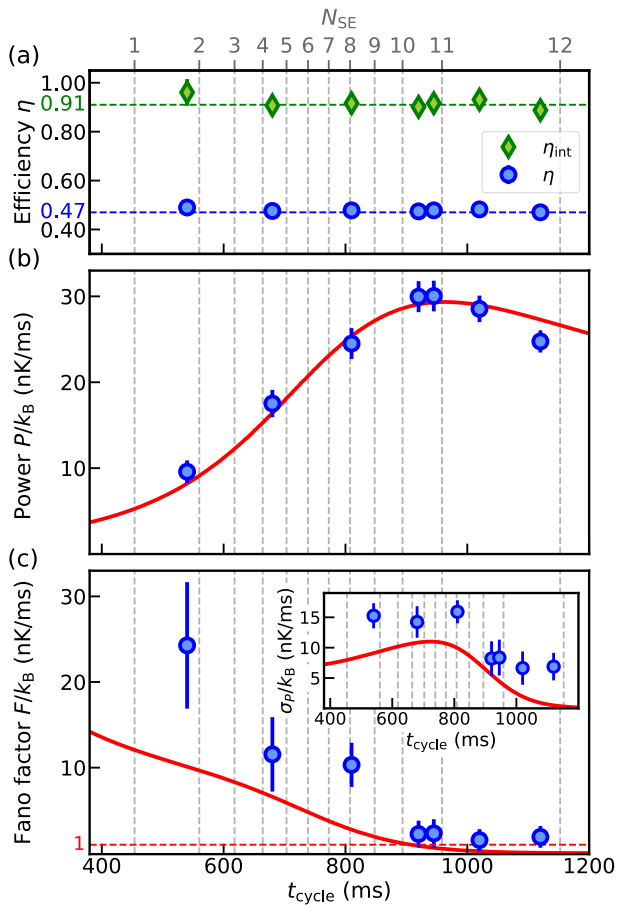 N_SE
1 2 3 4 5 6 7 8 9 10 11 12
(a)
1.00
0.91
0.80
0.60
0.47
0.40
Efficiency η
η_int
η
(b)
30
20
10
Power P/k_B (nK/ms)
(c)
30
20
10
1
Fano factor F/k_B (nK/ms)
15
10
5
σ_P/k_B (nK/ms)
400 600 800 1000
t_cycle (ms)
400 600 800 1000 1200
t_cycle (ms)